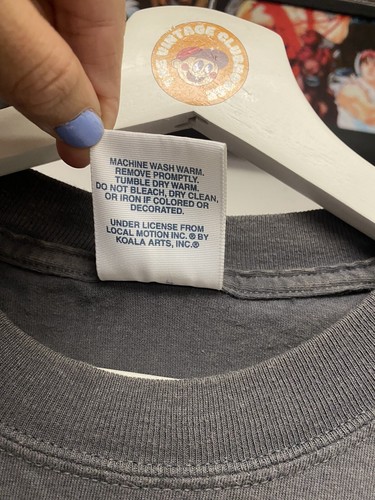 THE VINTAGE CLUBHOUSE
MACHINE WASH WARM.
REMOVE PROMPTLY.
TUMBLE DRY WARM.
DO NOT BLEACH, DRY CLEAN,
OR IRON IF COLORED OR
DECORATED.
UNDER LICENSE FROM
LOCAL MOTION INC.® BY
KOALA ARTS, INC.®